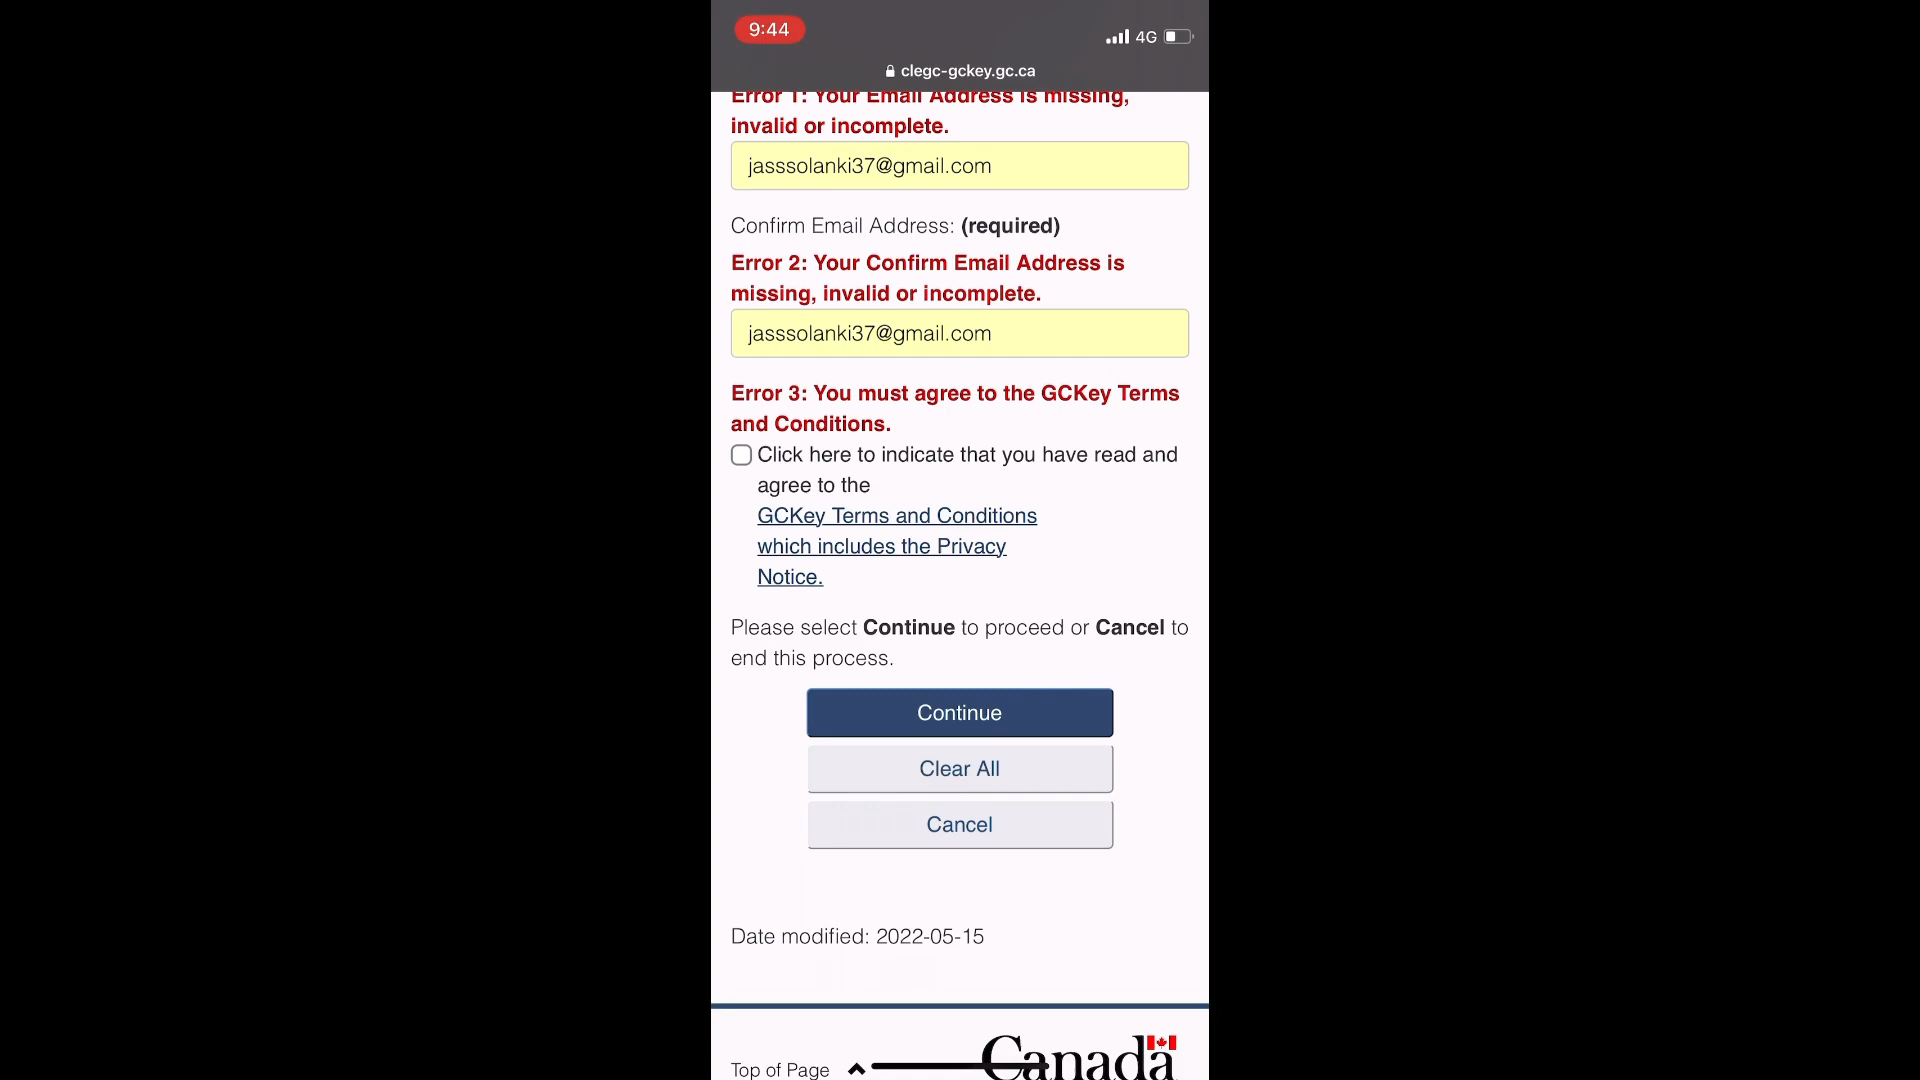 9:44
4G
clegc-gckey.gc.ca
Error 1: Your Email Address is missing,
invalid or incomplete.
jasssolanki37@gmail.com
Confirm Email Address: (required)
Error 2: Your Confirm Email Address is
missing, invalid or incomplete.
jasssolanki37@gmail.com
Error 3: You must agree to the GCKey Terms
and Conditions.
Click here to indicate that you have read and
agree to the
GCKey Terms and Conditions
which includes the Privacy
Notice.
Please select Continue to proceed or Cancel to
end this process.
Continue
Clear All
Cancel
Date modified: 2022-05-15
Top of Page
Canada